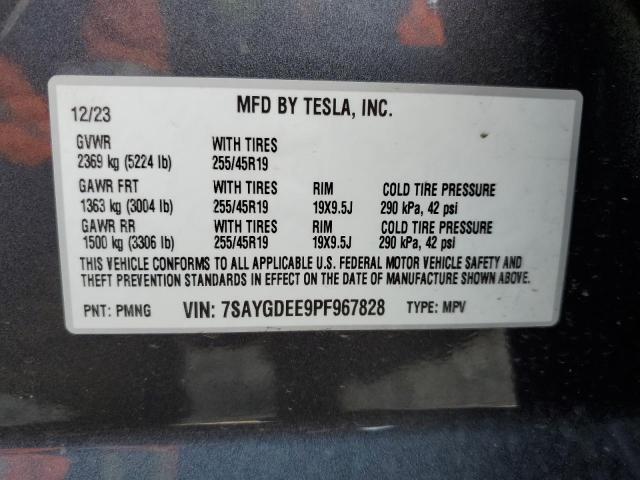 12/23 MFD BY TESLA, INC.
GVWR WITH TIRES
2369 kg (5224 lb) 255/45R19
GAWR FRT WITH TIRES RIM COLD TIRE PRESSURE
1363 kg (3004 lb) 255/45R19 19X9.5J 290 kPa, 42 psi
GAWR RR WITH TIRES RIM COLD TIRE PRESSURE
1500 kg (3306 lb) 255/45R19 19X9.5J 290 kPa, 42 psi
THIS VEHICLE CONFORMS TO ALL APPLICABLE U.S. FEDERAL MOTOR VEHICLE SAFETY AND
THEFT PREVENTION STANDARDS IN EFFECT ON THE DATE OF MANUFACTURE SHOWN ABOVE.
PNT: PMNG VIN: 7SAYGDEE9PF967828 TYPE: MPV